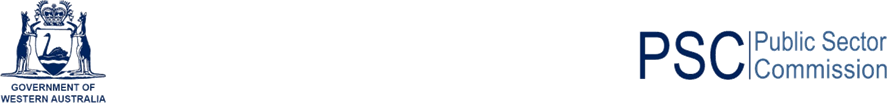 GOVERNMENT OF
WESTERN AUSTRALIA
PSC
Public Sector
Commission